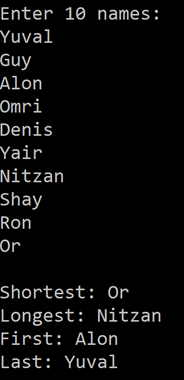 Enter 10 names:
Yuval
Guy
Alon
Omri
Denis
Yair
Nitzan
Shay
Ron
Or
Shortest: Or
Longest: Nitzan
First: Alon
Last: Yuval